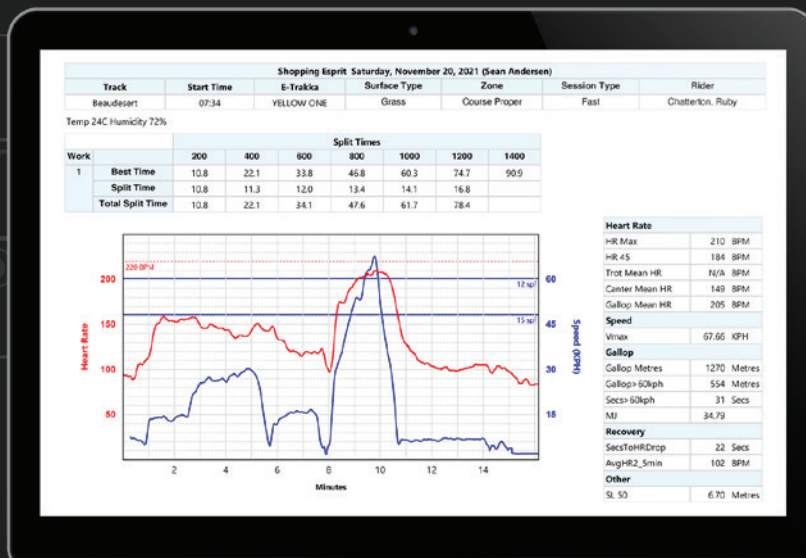 Shopping Esprit Saturday, November 20, 2021 (Sean Andersen)
Track Start Time E-Trakka Surface Type Zone Session Type Rider
Beaudesert 07:34 YELLOW ONE Grass Course Proper Fast Chatterton, Ruby
Temp 24C Humidity 72%
Split Times
Work 200 400 600 800 1000 1200 1400
1 Best Time 10.8 22.1 33.8 46.8 60.3 74.7 90.9
Split Time 10.8 11.3 12.0 13.4 14.1 16.8
Total Split Time 10.8 22.1 34.1 47.6 61.7 78.4
220 BPM
200
150
100
50
Heart Rate
12 spf
15 spf
60
45
30
15
Speed (KPH)
2 4 6 8 10 12 14
Minutes
Heart Rate
HR Max 210 BPM
HR 45 184 BPM
Trot Mean HR N/A BPM
Canter Mean HR 149 BPM
Gallop Mean HR 205 BPM
Speed
Vmax 67.66 KPH
Gallop
Gallop Metres 1270 Metres
Gallop>60kph 554 Metres
Secs>60kph 31 Secs
MJ 34.79
Recovery
SecsToHRDrop 22 Secs
AvgHR2_5min 102 BPM
Other
SL 50 6.70 Metres